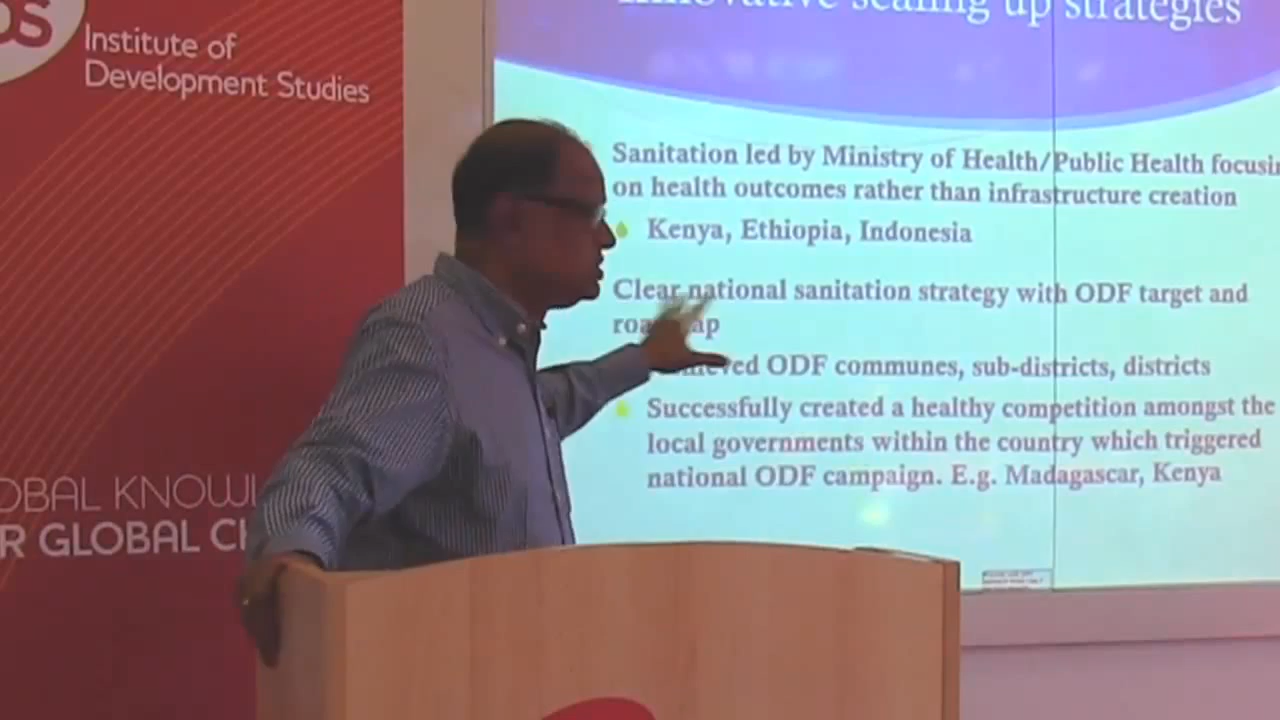 Institute of
Development Studies
OBAL KNOWL
R GLOBAL CH
Innovative scaling up strategies
Sanitation led by Ministry of Health/Public Health focusin
on health outcomes rather than infrastructure creation
Kenya, Ethiopia, Indonesia
Clear national sanitation strategy with ODF target and
ODF communes, sub-districts, districts
Successfully created a healthy competition amongst the
local governments within the country which triggered
national ODF campaign. E.g. Madagascar, Kenya